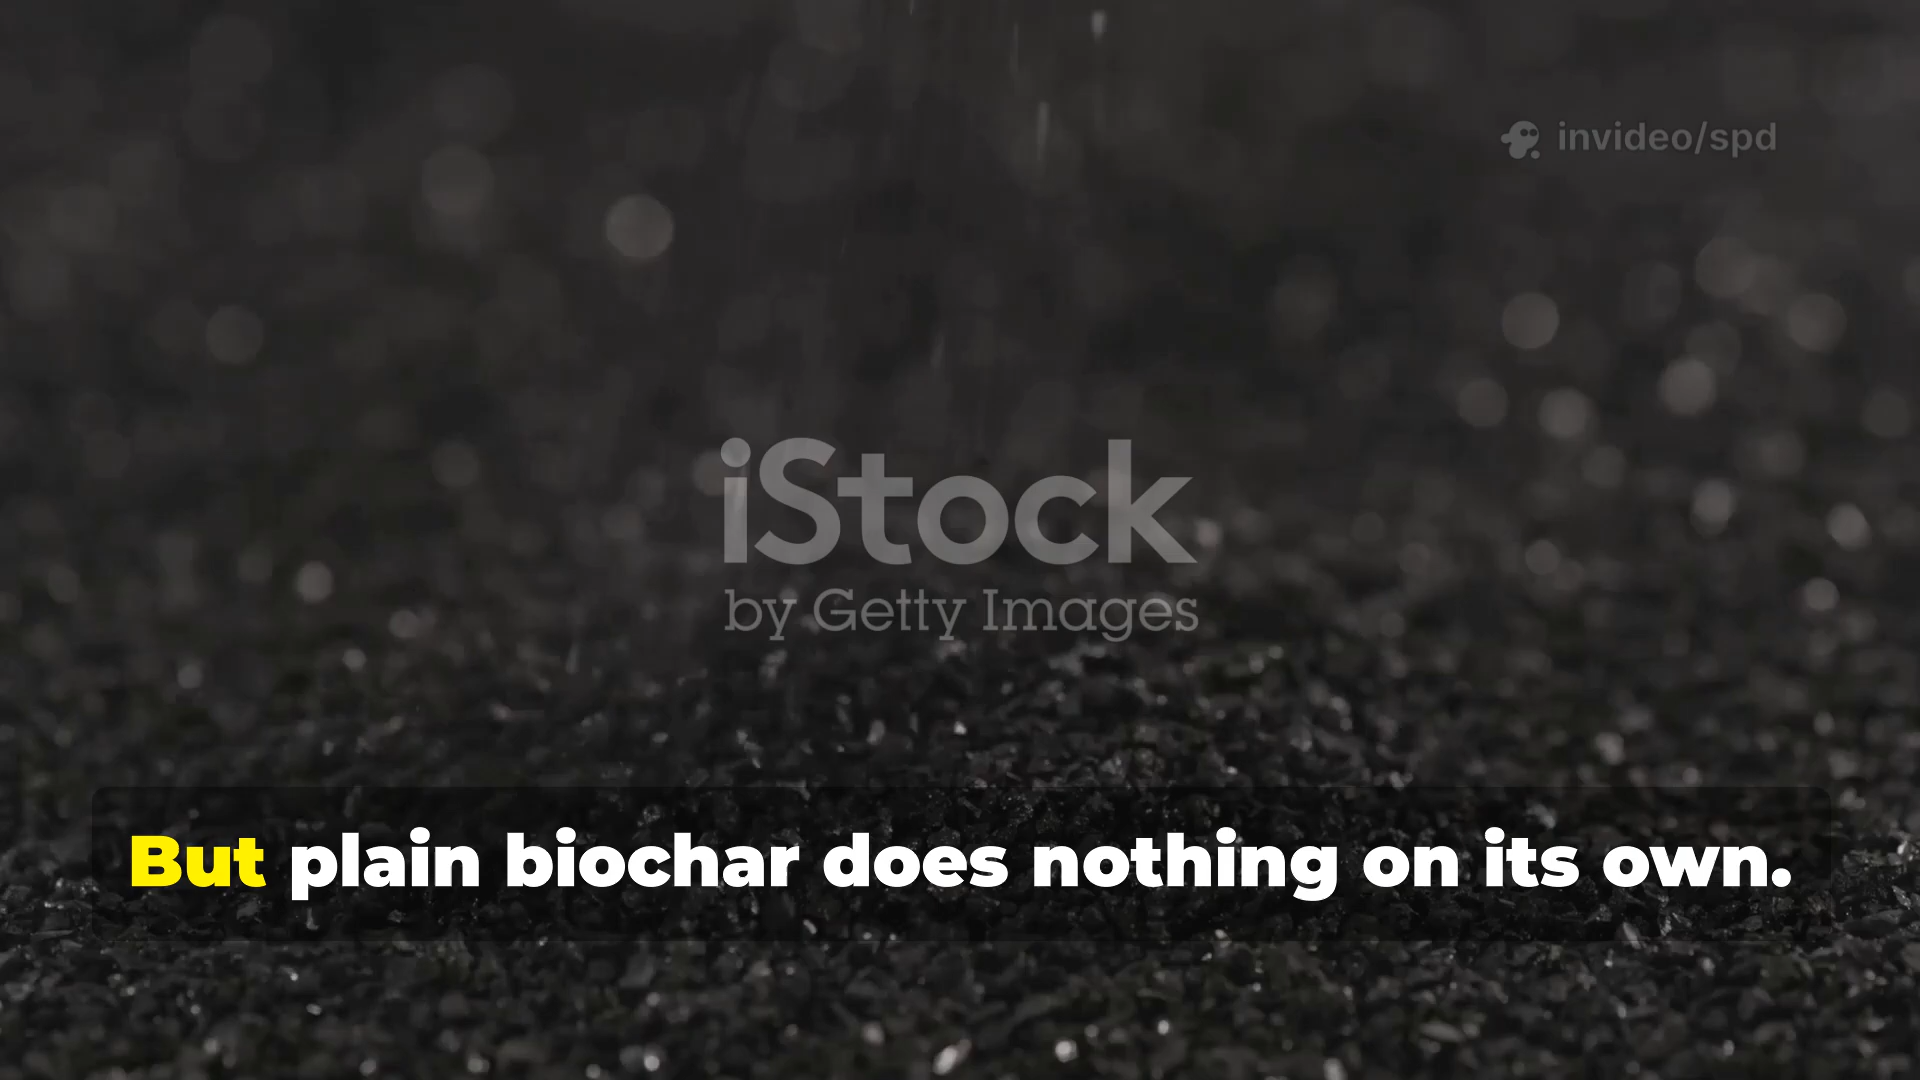 invideo/spd
iStock
by Getty Images
But plain biochar does nothing on its own.